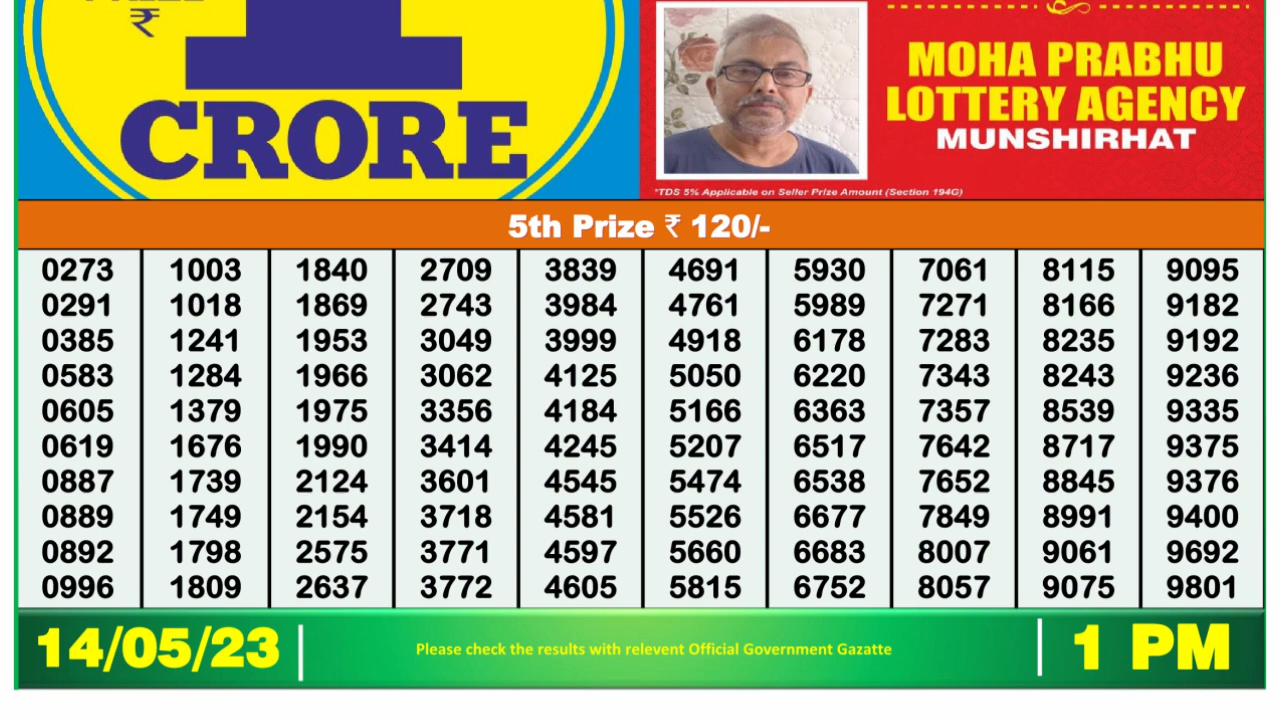 ₹
1
CRORE
MOHA PRABHU
LOTTERY AGENCY
MUNSHIRHAT
*TDS 5% Applicable on Seller Prize Amount (Section 194G)
5th Prize ₹ 120/-
0273 1003 1840 2709 3839 4691 5930 7061 8115 9095
0291 1018 1869 2743 3984 4761 5989 7271 8166 9182
0385 1241 1953 3049 3999 4918 6178 7283 8235 9192
0583 1284 1966 3062 4125 5050 6220 7343 8243 9236
0605 1379 1975 3356 4184 5166 6363 7357 8539 9335
0619 1676 1990 3414 4245 5207 6517 7642 8717 9375
0887 1739 2124 3601 4545 5474 6538 7652 8845 9376
0889 1749 2154 3718 4581 5526 6677 7849 8991 9400
0892 1798 2575 3771 4597 5660 6683 8007 9061 9692
0996 1809 2637 3772 4605 5815 6752 8057 9075 9801
14/05/23 Please check the results with relevent Official Government Gazatte 1 PM